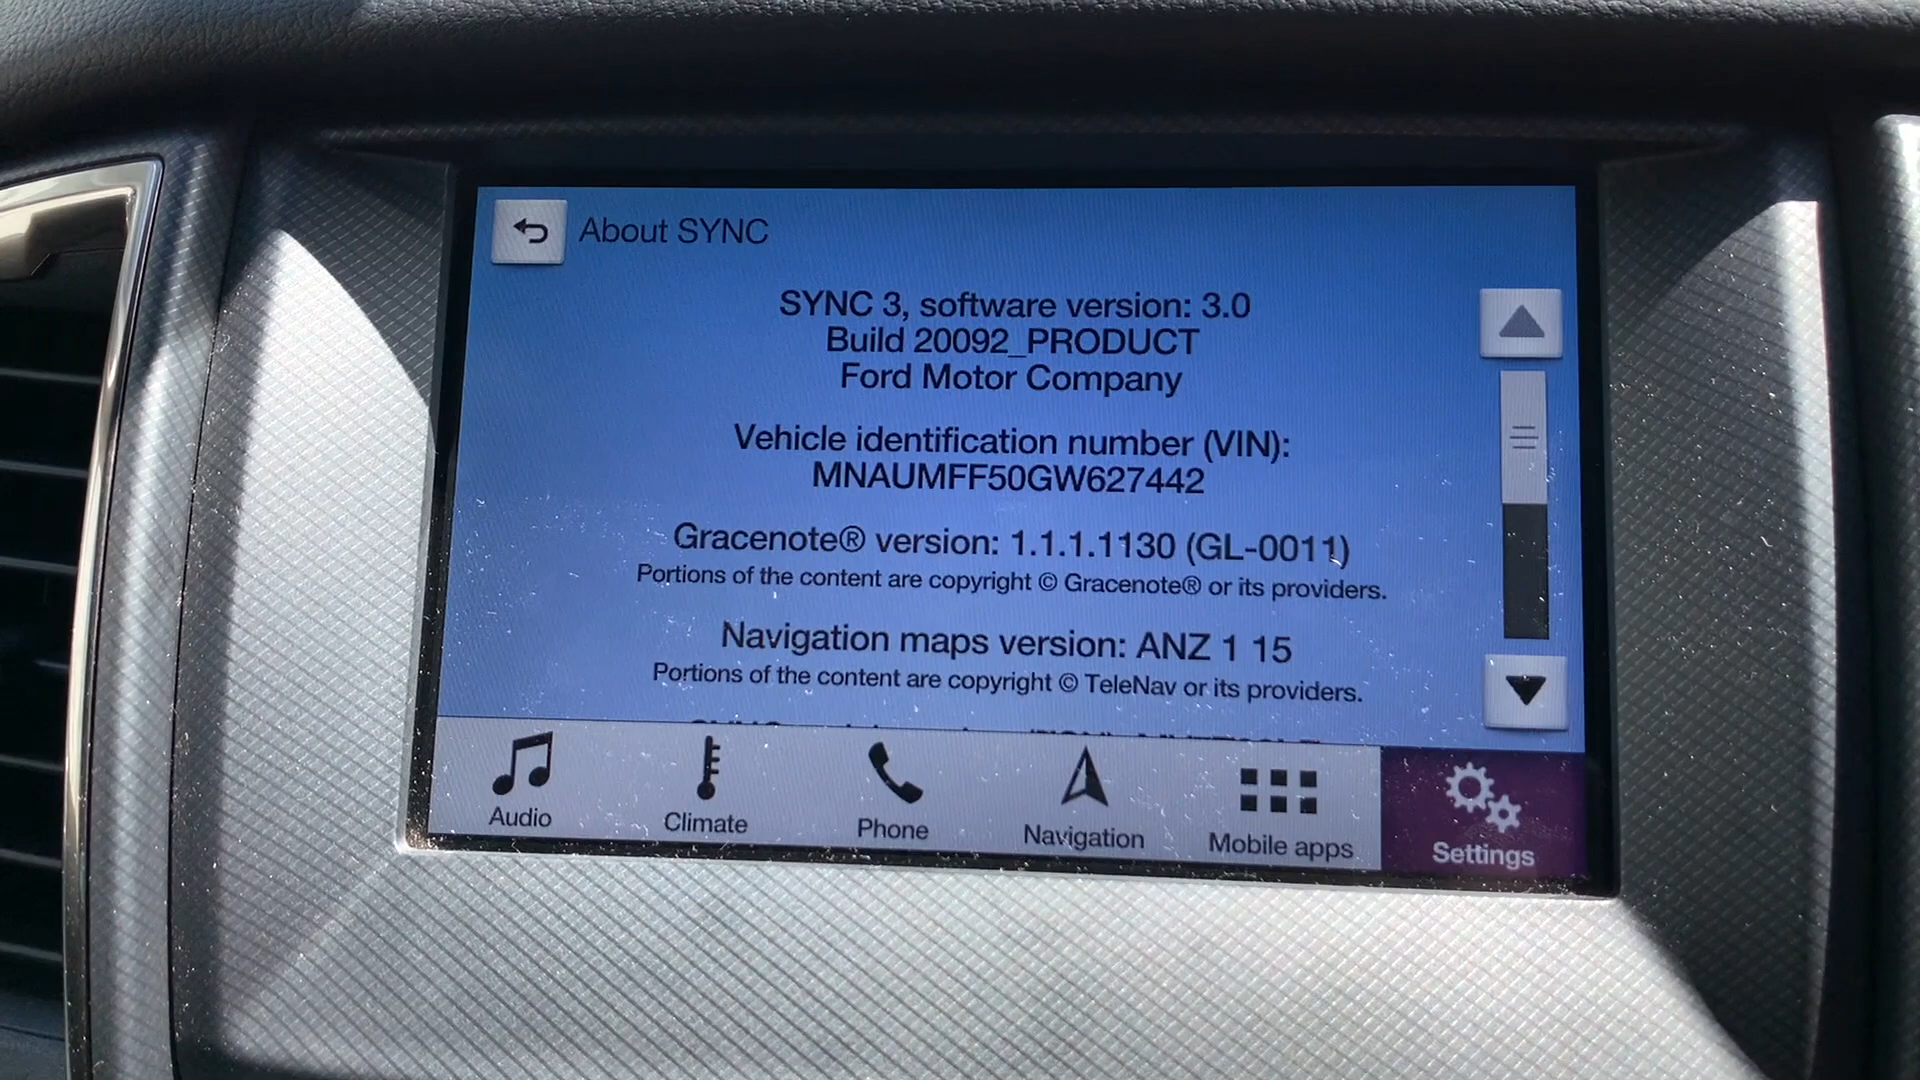 About SYNC
SYNC 3, software version: 3.0
Build 20092_PRODUCT
Ford Motor Company
Vehicle identification number (VIN):
MNAUMFF50GW627442
Gracenote® version: 1.1.1.1130 (GL-0011)
Portions of the content are copyright © Gracenote® or its providers.
Navigation maps version: ANZ 1 15
Portions of the content are copyright © TeleNav or its providers.
Audio
Climate
Phone
Navigation
Mobile apps
Settings